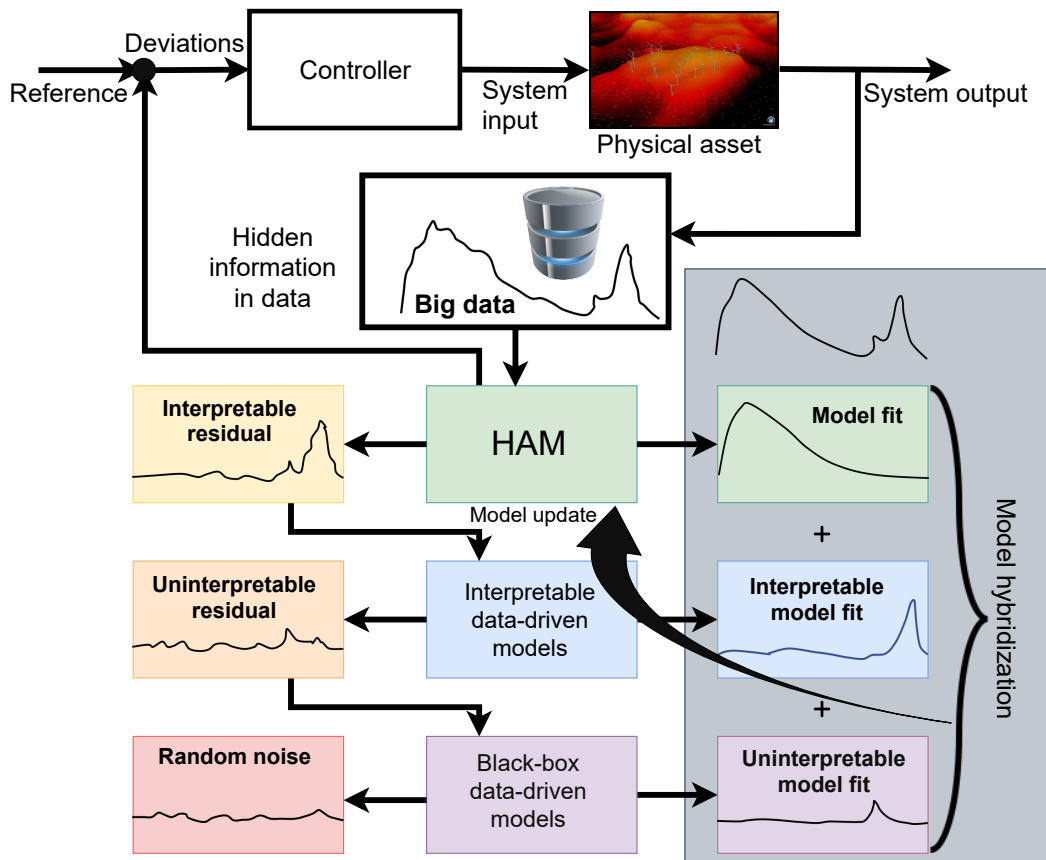 Deviations
Reference
Controller
System
input
Physical asset
System output
Hidden
information
in data
Big data
Interpretable
residual
HAM
Model fit
Model update
+
Uninterpretable
residual
Interpretable
data-driven
models
Interpretable
model fit
+
Random noise
Black-box
data-driven
models
Uninterpretable
model fit
Model hybridization